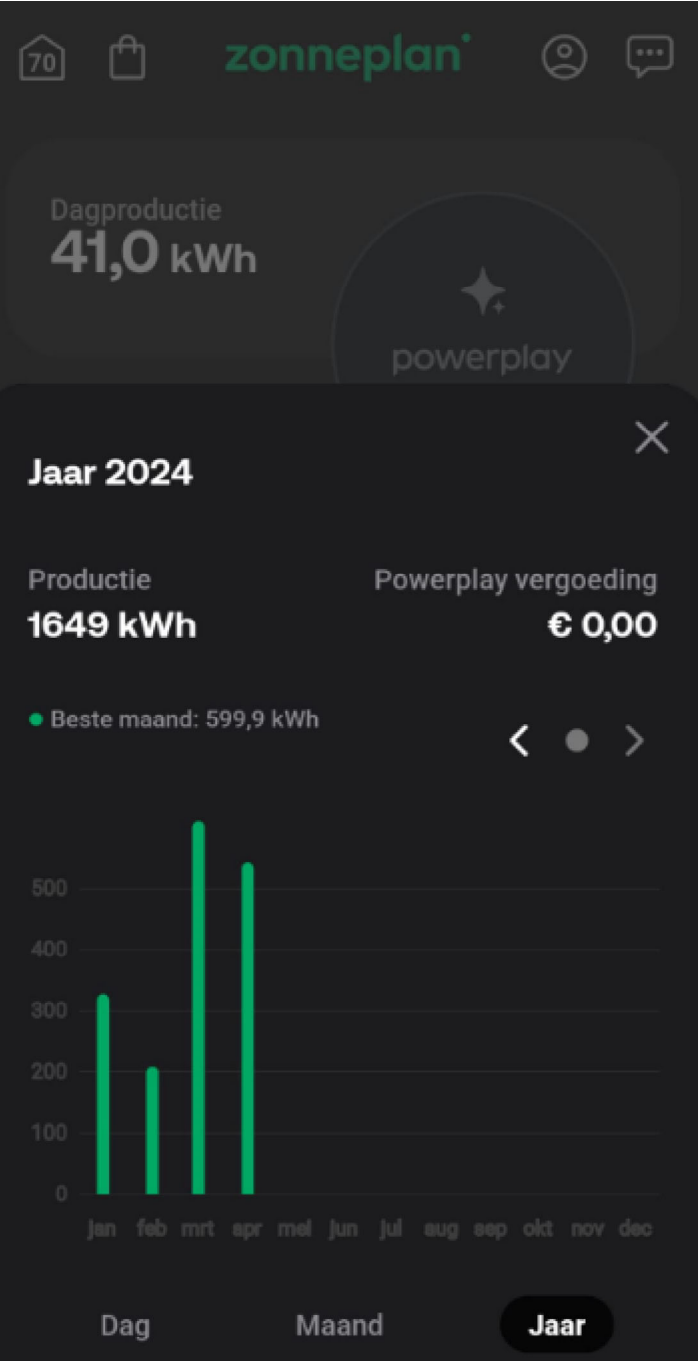 70
zonneplan
Dagproductie
41,0 kWh
powerplay
Jaar 2024
Productie
Powerplay vergoeding
1649 kWh
€ 0,00
Beste maand: 599,9 kWh
500
400
300
200
100
0
jan feb mrt apr mei jun jul aug sep okt nov dec
Dag Maand Jaar